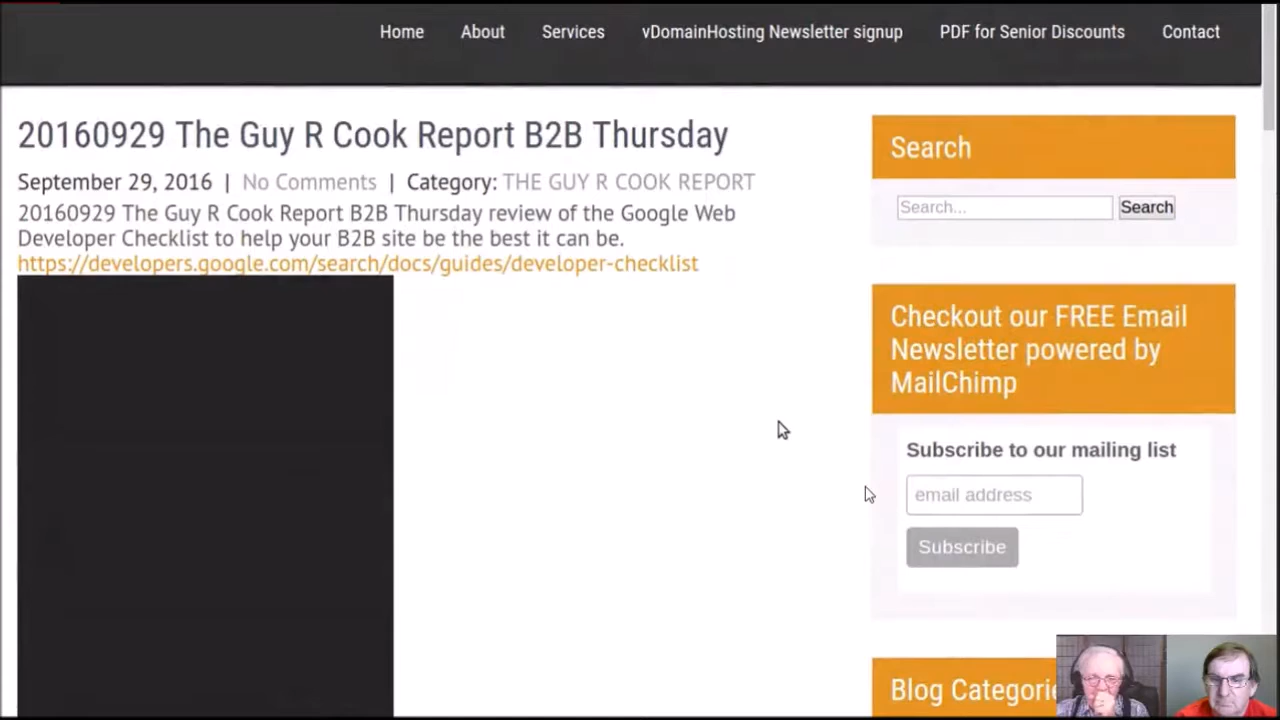 Home About Services vDomainHosting Newsletter signup PDF for Senior Discounts Contact
20160929 The Guy R Cook Report B2B Thursday
September 29, 2016 | No Comments | Category: THE GUY R COOK REPORT
20160929 The Guy R Cook Report B2B Thursday review of the Google Web
Developer Checklist to help your B2B site be the best it can be.
https://developers.google.com/search/docs/guides/developer-checklist
Search
Search... Search
Checkout our FREE Email
Newsletter powered by
MailChimp
Subscribe to our mailing list
email address
Subscribe
Blog Categorie